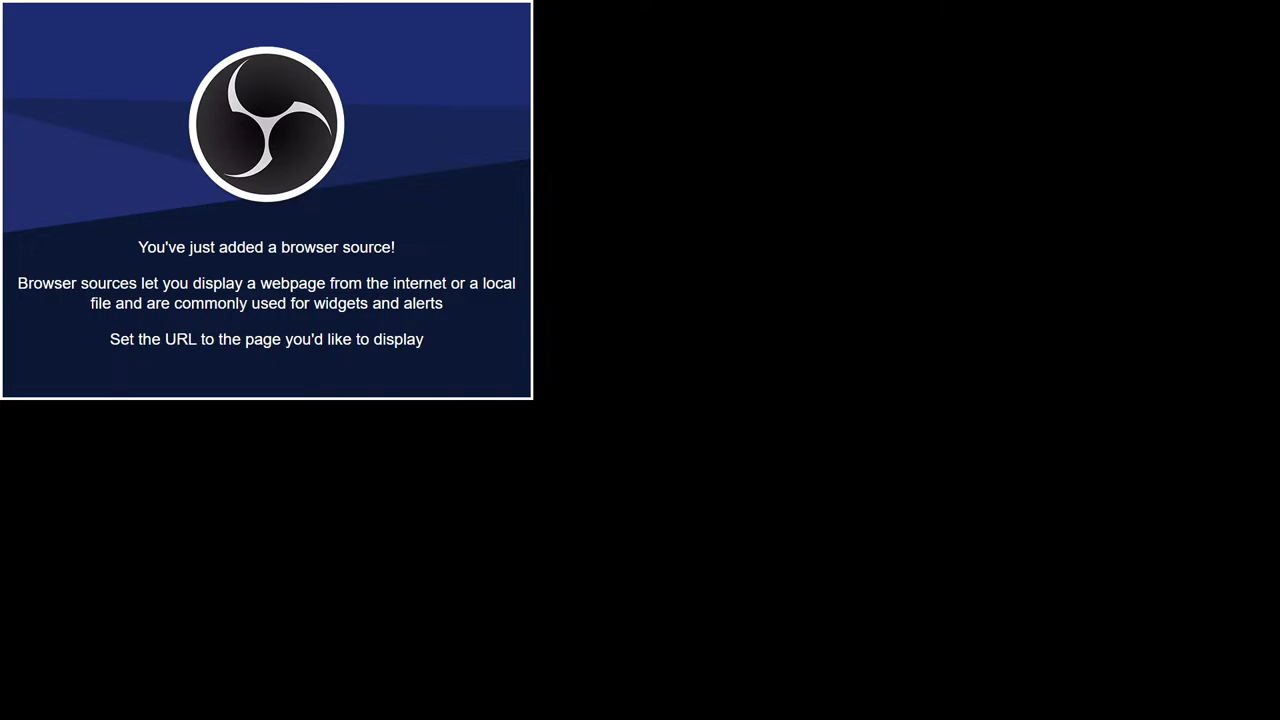 You've just added a browser source!
Browser sources let you display a webpage from the internet or a local
file and are commonly used for widgets and alerts
Set the URL to the page you'd like to display